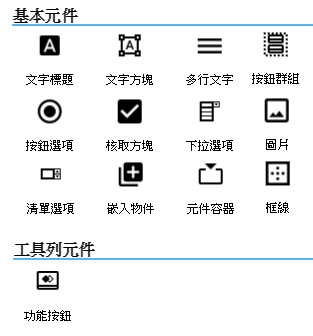 基本元件
文字標題 文字方塊 多行文字 按鈕群組
按鈕選項 核取方塊 下拉選項 圖片
清單選項 嵌入物件 元件容器 框線
工具列元件
功能按鈕